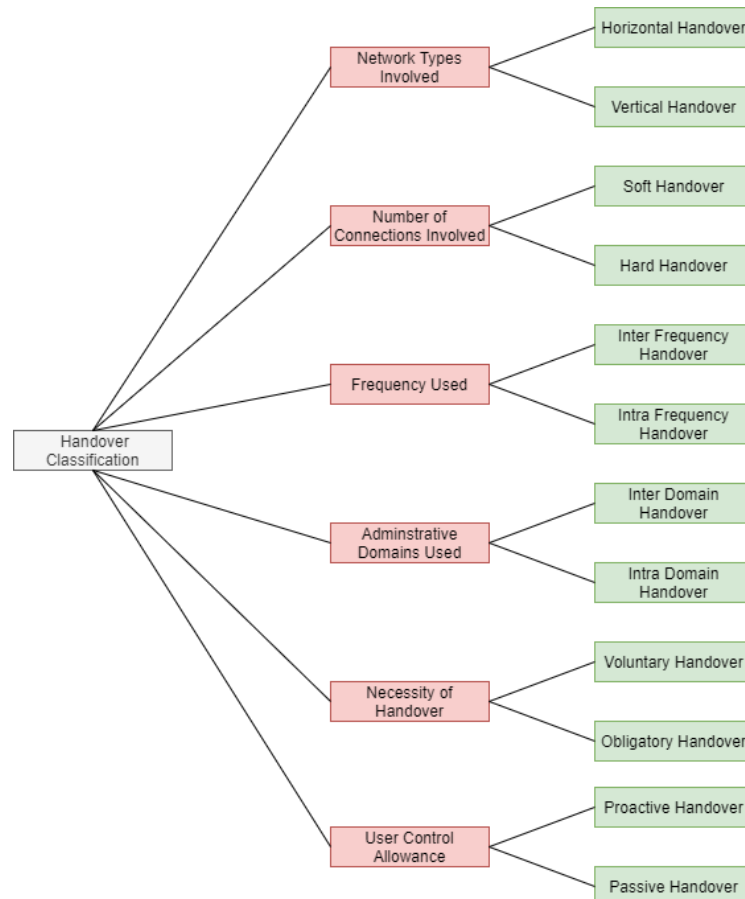 Horizontal Handover
Network Types
Involved
Vertical Handover
Soft Handover
Number of
Connections Involved
Hard Handover
Inter Frequency
Handover
Frequency Used
Intra Frequency
Handover
Handover
Classification
Inter Domain
Handover
Adminstrative
Domains Used
Intra Domain
Handover
Voluntary Handover
Necessity of
Handover
Obligatory Handover
Proactive Handover
User Control
Allowance
Passive Handover